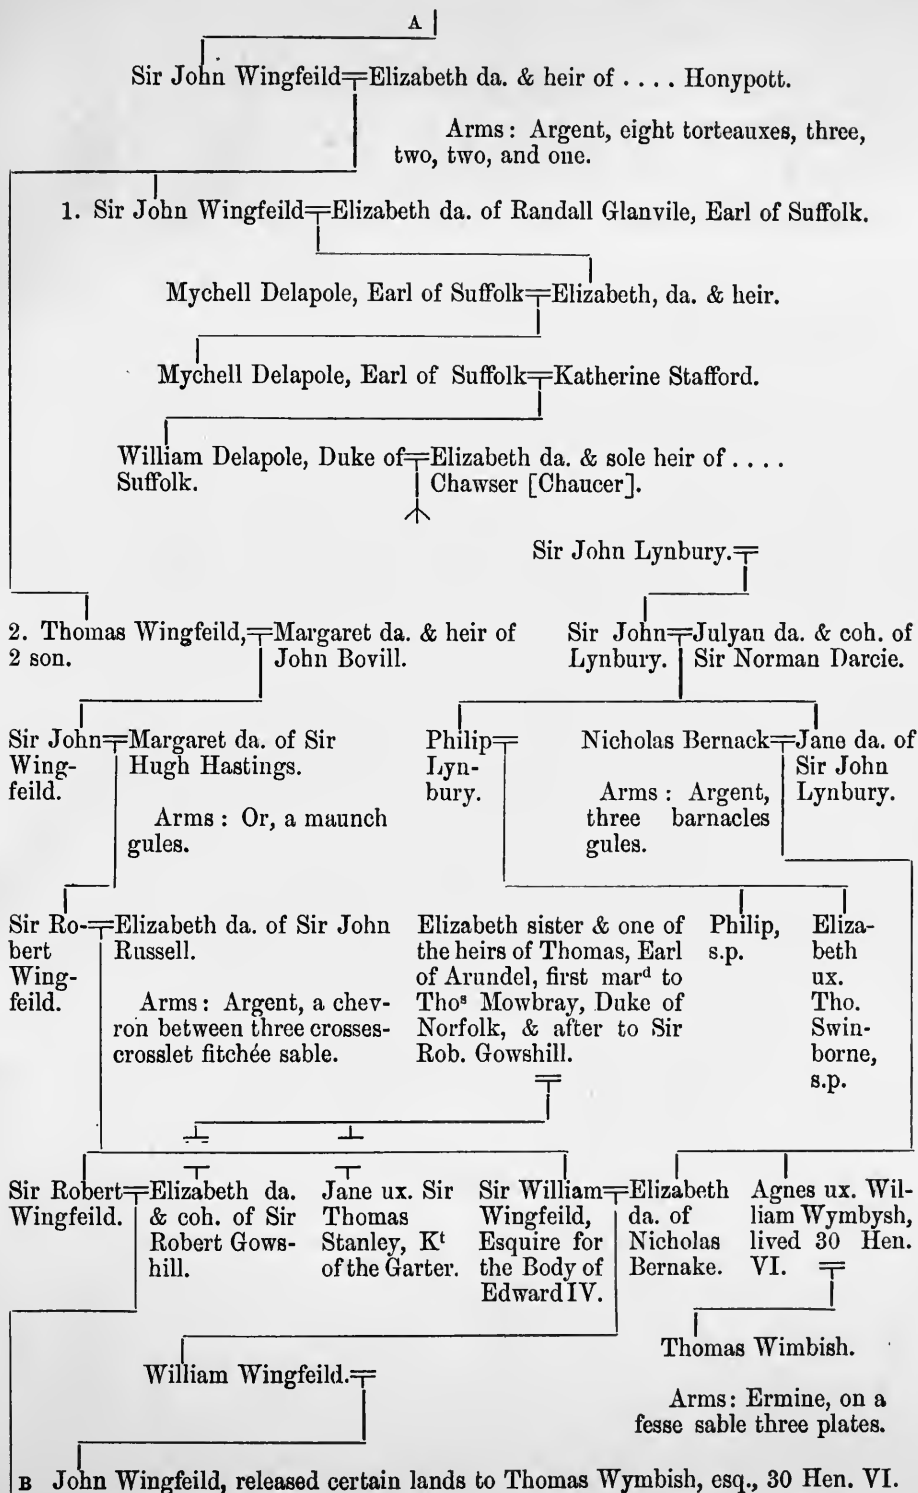 A
Sir John Wingfeild=Elizabeth da. & heir of . . . . Honypott.
Arms: Argent, eight torteauxes, three,
two, two, and one.
1. Sir John Wingfeild=Elizabeth da. of Randall Glanvile, Earl of Suffolk.
Mychell Delapole, Earl of Suffolk=Elizabeth, da. & heir.
Mychell Delapole, Earl of Suffolk=Katherine Stafford.
William Delapole, Duke of
Suffolk.
=Elizabeth da. & sole heir of . . . .
Chawser [Chaucer].
Sir John Lynbury.=
2. Thomas Wingfeild,
2 son.
=Margaret da. & heir of
John Bovill.
Sir John
Lynbury.
=Julyan da. & coh. of
Sir Norman Darcie.
Sir John
Wing-
feild.
=Margaret da. of Sir
Hugh Hastings.
Arms: Or, a maunch
gules.
Philip=
Lyn-
bury.
Nicholas Bernack
Arms: Argent,
three barnacles
gules.
=Jane da. of
Sir John
Lynbury.
Sir Ro-
bert
Wing-
feild.
=Elizabeth da. of Sir John
Russell.
Arms: Argent, a chev-
ron between three crosses-
crosslet fitchée sable.
Elizabeth sister & one of
the heirs of Thomas, Earl
of Arundel, first marᵈ to
Thoˢ Mowbray, Duke of
Norfolk, & after to Sir
Rob. Gowshill.
Philip,
s.p.
Eliza-
beth
ux.
Tho.
Swin-
borne,
s.p.
Sir Robert
Wingfeild.
=Elizabeth da.
& coh. of Sir
Robert Gows-
hill.
Jane ux. Sir
Thomas
Stanley, Kᵗ
of the Garter.
Sir William
Wingfeild,
Esquire for
the Body of
Edward IV.
=Elizabeth
da. of
Nicholas
Bernake.
Agnes ux. Wil-
liam Wymbysh,
lived 30 Hen.
VI.
Thomas Wimbish.
Arms: Ermine, on a
fesse sable three plates.
William Wingfeild.=
B John Wingfeild, released certain lands to Thomas Wymbish, esq., 30 Hen. VI.